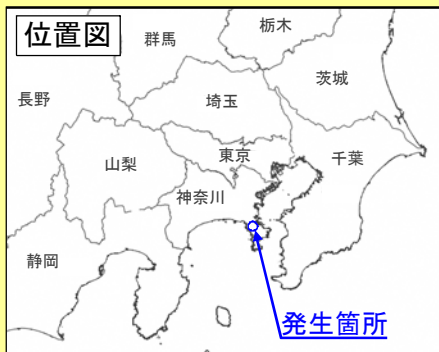 位置図
栃木
群馬
茨城
長野
埼玉
東京
千葉
山梨
神奈川
静岡
発生箇所